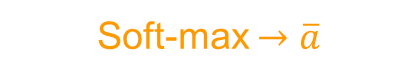 Soft-max → a̅